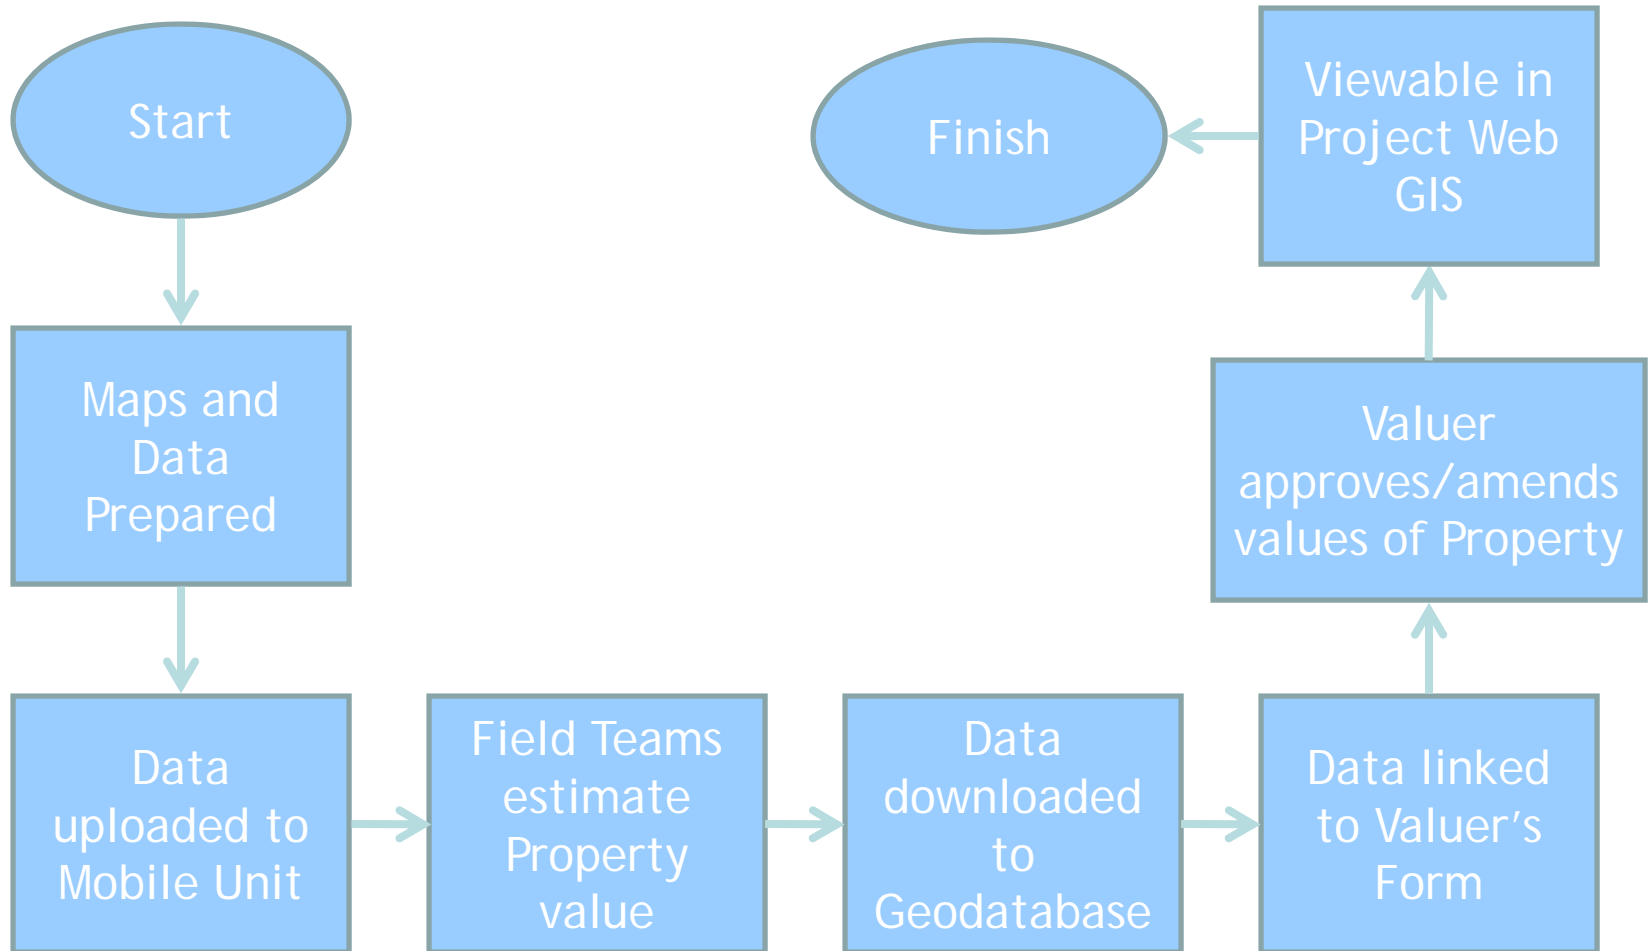 Start
Maps and
Data
Prepared
Data
uploaded to
Mobile Unit
Field Teams
estimate
Property
value
Data
downloaded
to
Geodatabase
Data linked
to Valuer’s
Form
Valuer
approves/amends
values of Property
Viewable in
Project Web
GIS
Finish